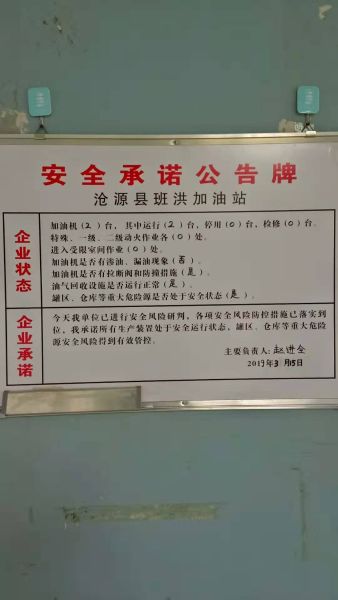 安全承诺公告牌
沧源县班洪加油站
企业状态
加油机（2）台，其中运行（2）台，停用（0）台，检修（0）台。
特殊、一级、二级动火作业各（0）处。
进入受限室间作业（0）处。
加油机是否有渗油、漏油现象（否）
加油机是否有拉断阀和防撞措施（是）。
油气回收设施是否运行正常（是）。
罐区、仓库等重大危险源是否处于安全状态（是）。
企业承诺
今天我单位已进行安全风险研判，各项安全风险防控措施已落实到
位，我承诺所有生产装置处于安全运行状态，罐区、仓库等重大危险
源安全风险得到有效管控。
主要负责人：赵进全
2019年3月15日